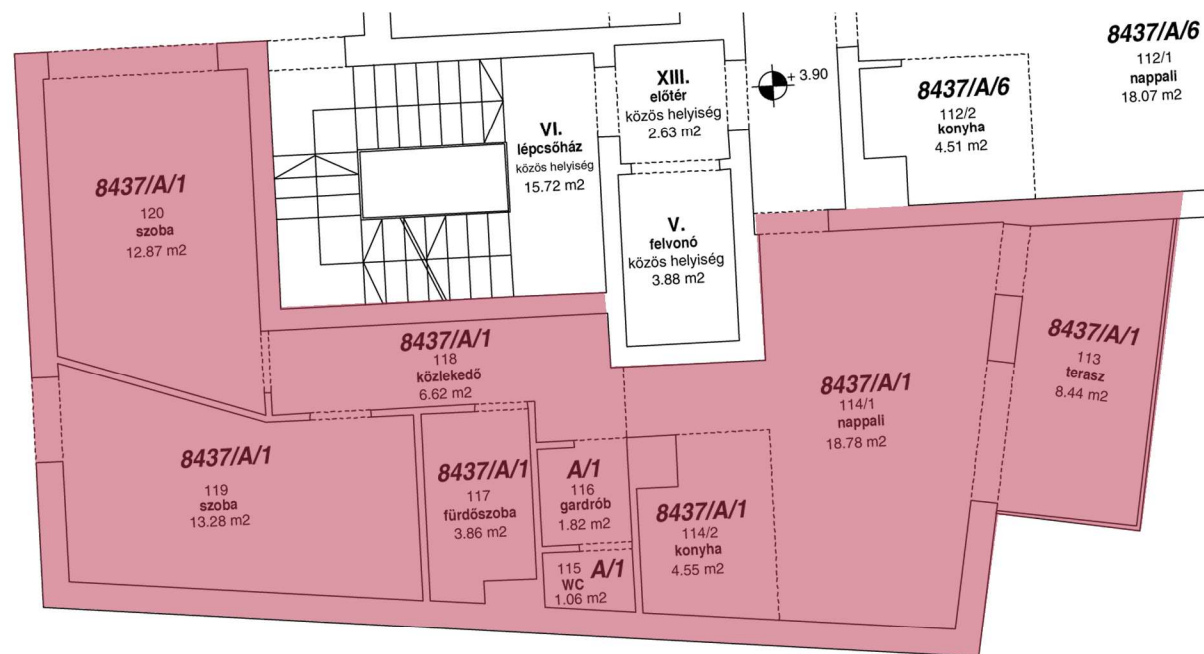 8437/A/6
112/1
nappali
18.07 m2
8437/A/6
112/2
konyha
4.51 m2
+ 3.90
XIII.
előtér
közös helyiség
2.63 m2
VI.
lépcsőház
közös helyiség
15.72 m2
V.
felvonó
közös helyiség
3.88 m2
8437/A/1
120
szoba
12.87 m2
8437/A/1
118
közlekedő
6.62 m2
8437/A/1
113
terasz
8.44 m2
8437/A/1
114/1
nappali
18.78 m2
8437/A/1
119
szoba
13.28 m2
8437/A/1
117
fürdőszoba
3.86 m2
A/1
116
gardrób
1.82 m2
8437/A/1
114/2
konyha
4.55 m2
115 A/1
WC
1.06 m2